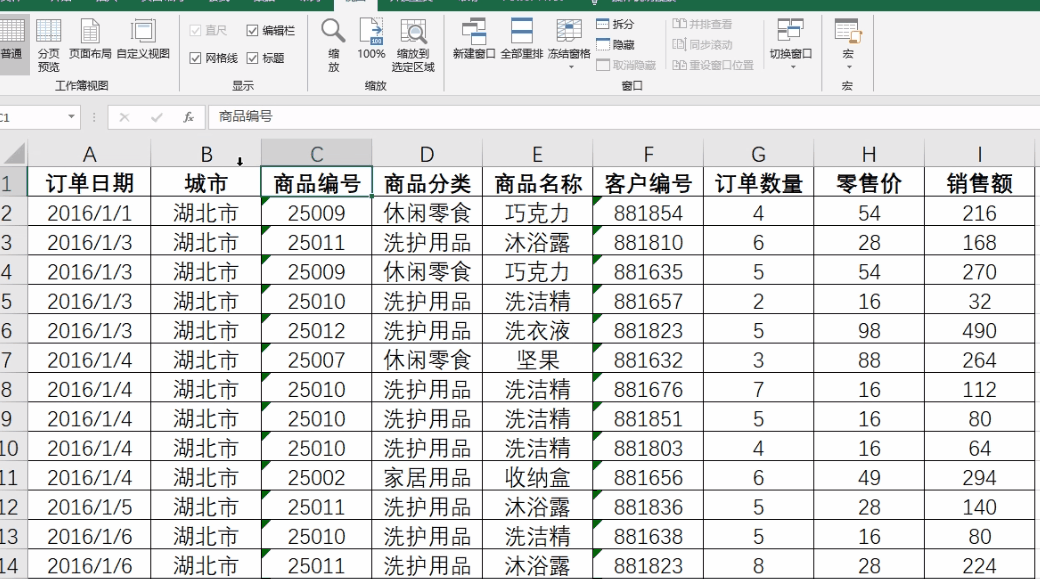 普通 分页预览 页面布局 自定义视图
工作簿视图
直尺 编辑栏
网格线 标题
显示
缩放 100% 缩放到选定区域
缩放
新建窗口 全部重排 冻结窗格
拆分
隐藏
取消隐藏
并排查看
同步滚动
重设窗口位置
切换窗口
窗口
宏
宏
C1 fx 商品编号
A B C D E F G H I
1 订单日期 城市 商品编号 商品分类 商品名称 客户编号 订单数量 零售价 销售额
2 2016/1/1 湖北市 25009 休闲零食 巧克力 881854 4 54 216
3 2016/1/3 湖北市 25011 洗护用品 沐浴露 881810 6 28 168
4 2016/1/3 湖北市 25009 休闲零食 巧克力 881635 5 54 270
5 2016/1/3 湖北市 25010 洗护用品 洗洁精 881657 2 16 32
6 2016/1/3 湖北市 25012 洗护用品 洗衣液 881823 5 98 490
7 2016/1/4 湖北市 25007 休闲零食 坚果 881632 3 88 264
8 2016/1/4 湖北市 25010 洗护用品 洗洁精 881676 7 16 112
9 2016/1/4 湖北市 25010 洗护用品 洗洁精 881851 5 16 80
10 2016/1/4 湖北市 25010 洗护用品 洗洁精 881803 4 16 64
11 2016/1/4 湖北市 25002 家居用品 收纳盒 881656 6 49 294
12 2016/1/5 湖北市 25011 洗护用品 沐浴露 881836 5 28 140
13 2016/1/6 湖北市 25010 洗护用品 洗洁精 881638 5 16 80
14 2016/1/6 湖北市 25011 洗护用品 沐浴露 881823 8 28 224